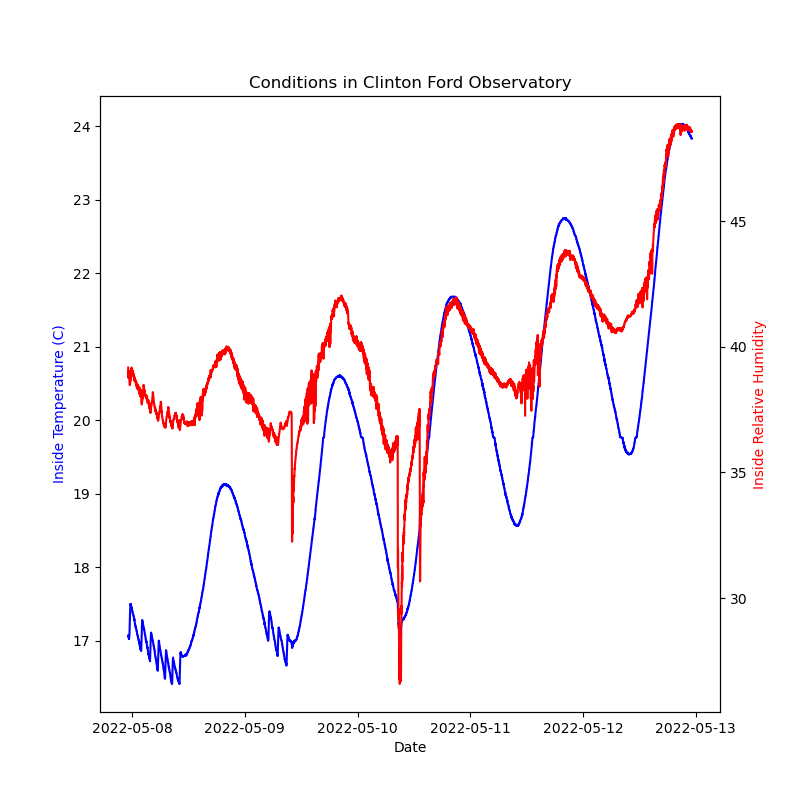 Conditions in Clinton Ford Observatory
24
23
22
21
20
19
18
17
Inside Temperature (C)
45
40
35
30
Inside Relative Humidity
2022-05-08 2022-05-09 2022-05-10 2022-05-11 2022-05-12 2022-05-13
Date